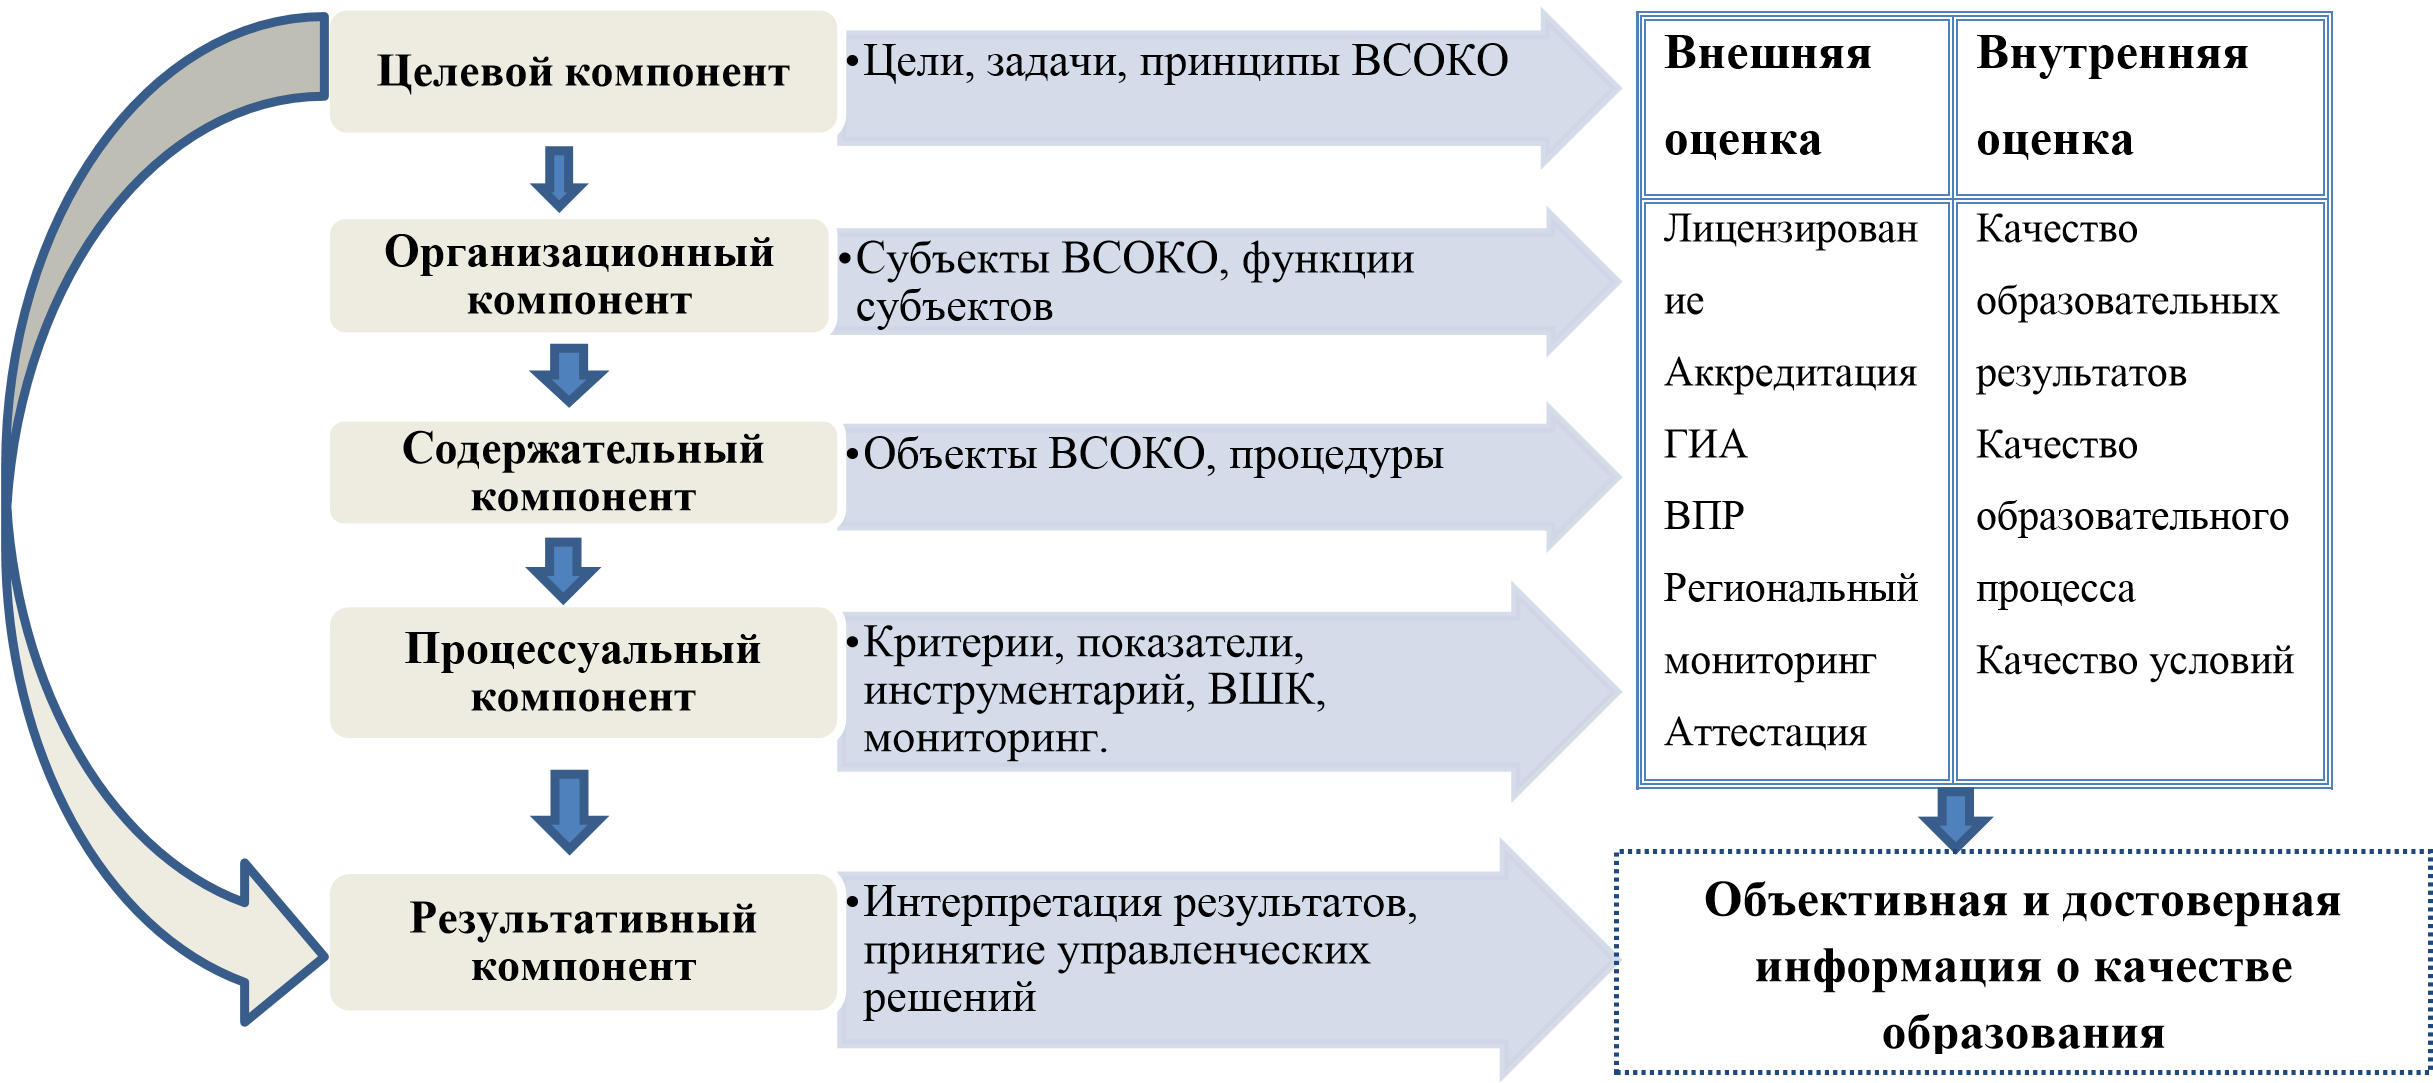 Целевой компонент
•Цели, задачи, принципы ВСОКО
Организационный
компонент
•Субъекты ВСОКО, функции
субъектов
Содержательный
компонент
•Объекты ВСОКО, процедуры
Процессуальный
компонент
•Критерии, показатели,
инструментарий, ВШК,
мониторинг.
Результативный
компонент
•Интерпретация результатов,
принятие управленческих
решений
Внешняя
оценка
Внутренняя
оценка
Лицензирован
ие
Аккредитация
ГИА
ВПР
Региональный
мониторинг
Аттестация
Качество
образовательных
результатов
Качество
образовательного
процесса
Качество условий
Объективная и достоверная
информация о качестве
образования